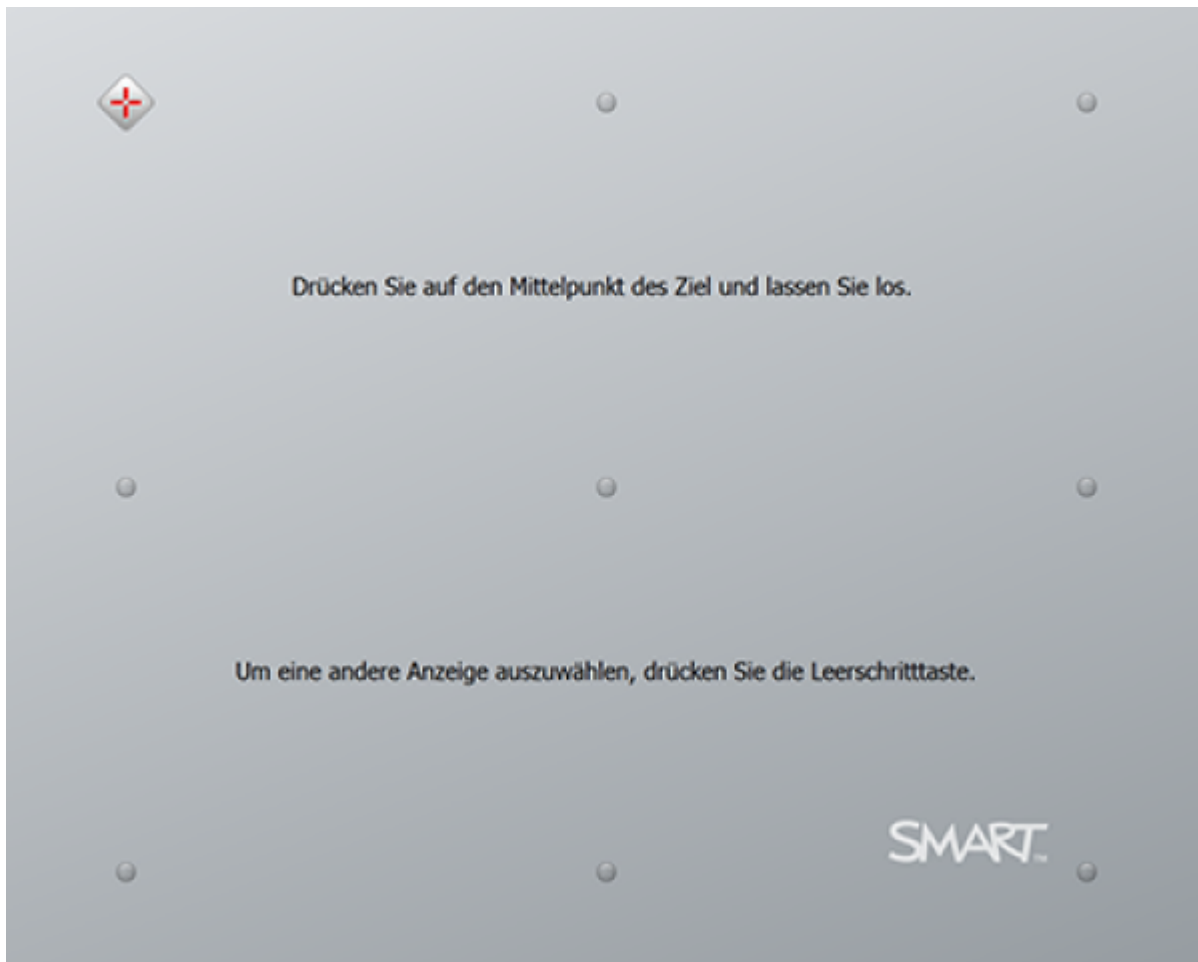 Drücken Sie auf den Mittelpunkt des Ziel und lassen Sie los.
Um eine andere Anzeige auszuwählen, drücken Sie die Leerschritttaste.
SMART™